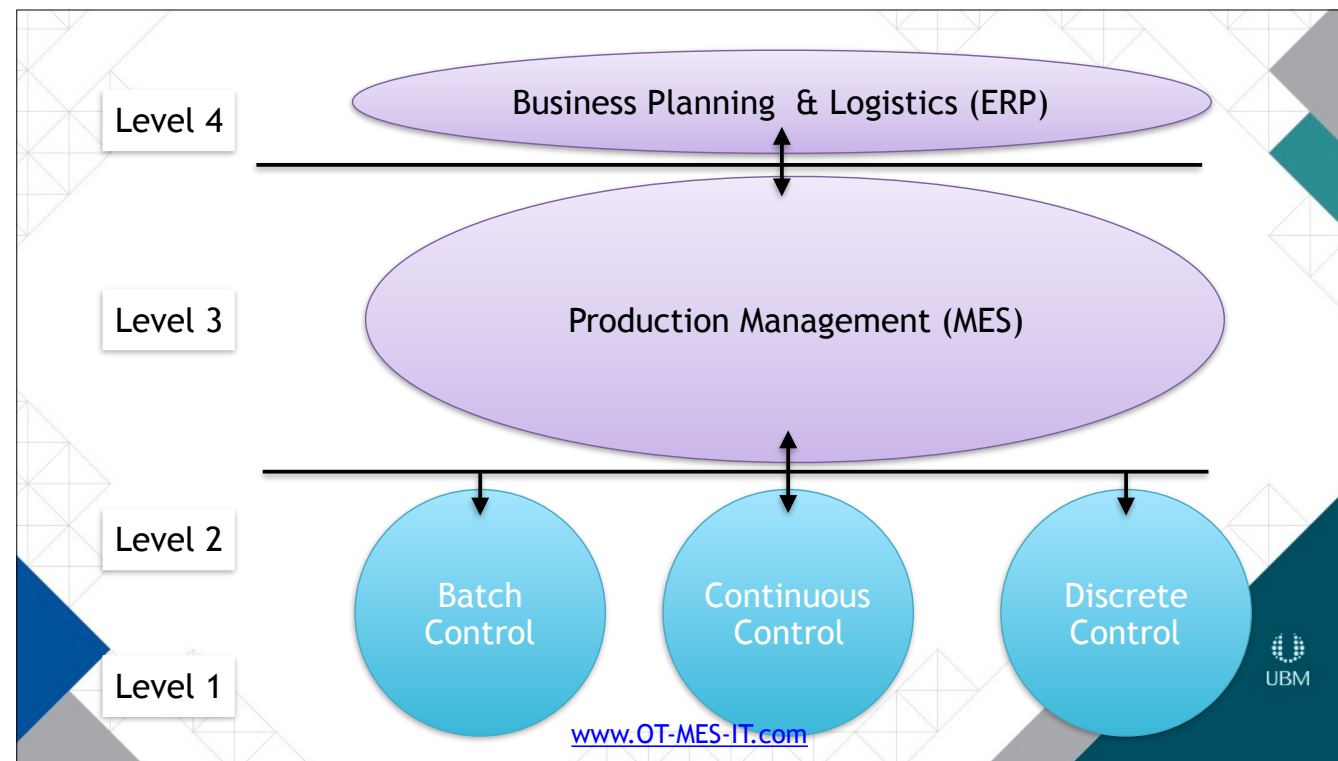 Level 4
Business Planning & Logistics (ERP)
Level 3
Production Management (MES)
Level 2
Batch
Control
Continuous
Control
Discrete
Control
Level 1
UBM
www.OT-MES-IT.com